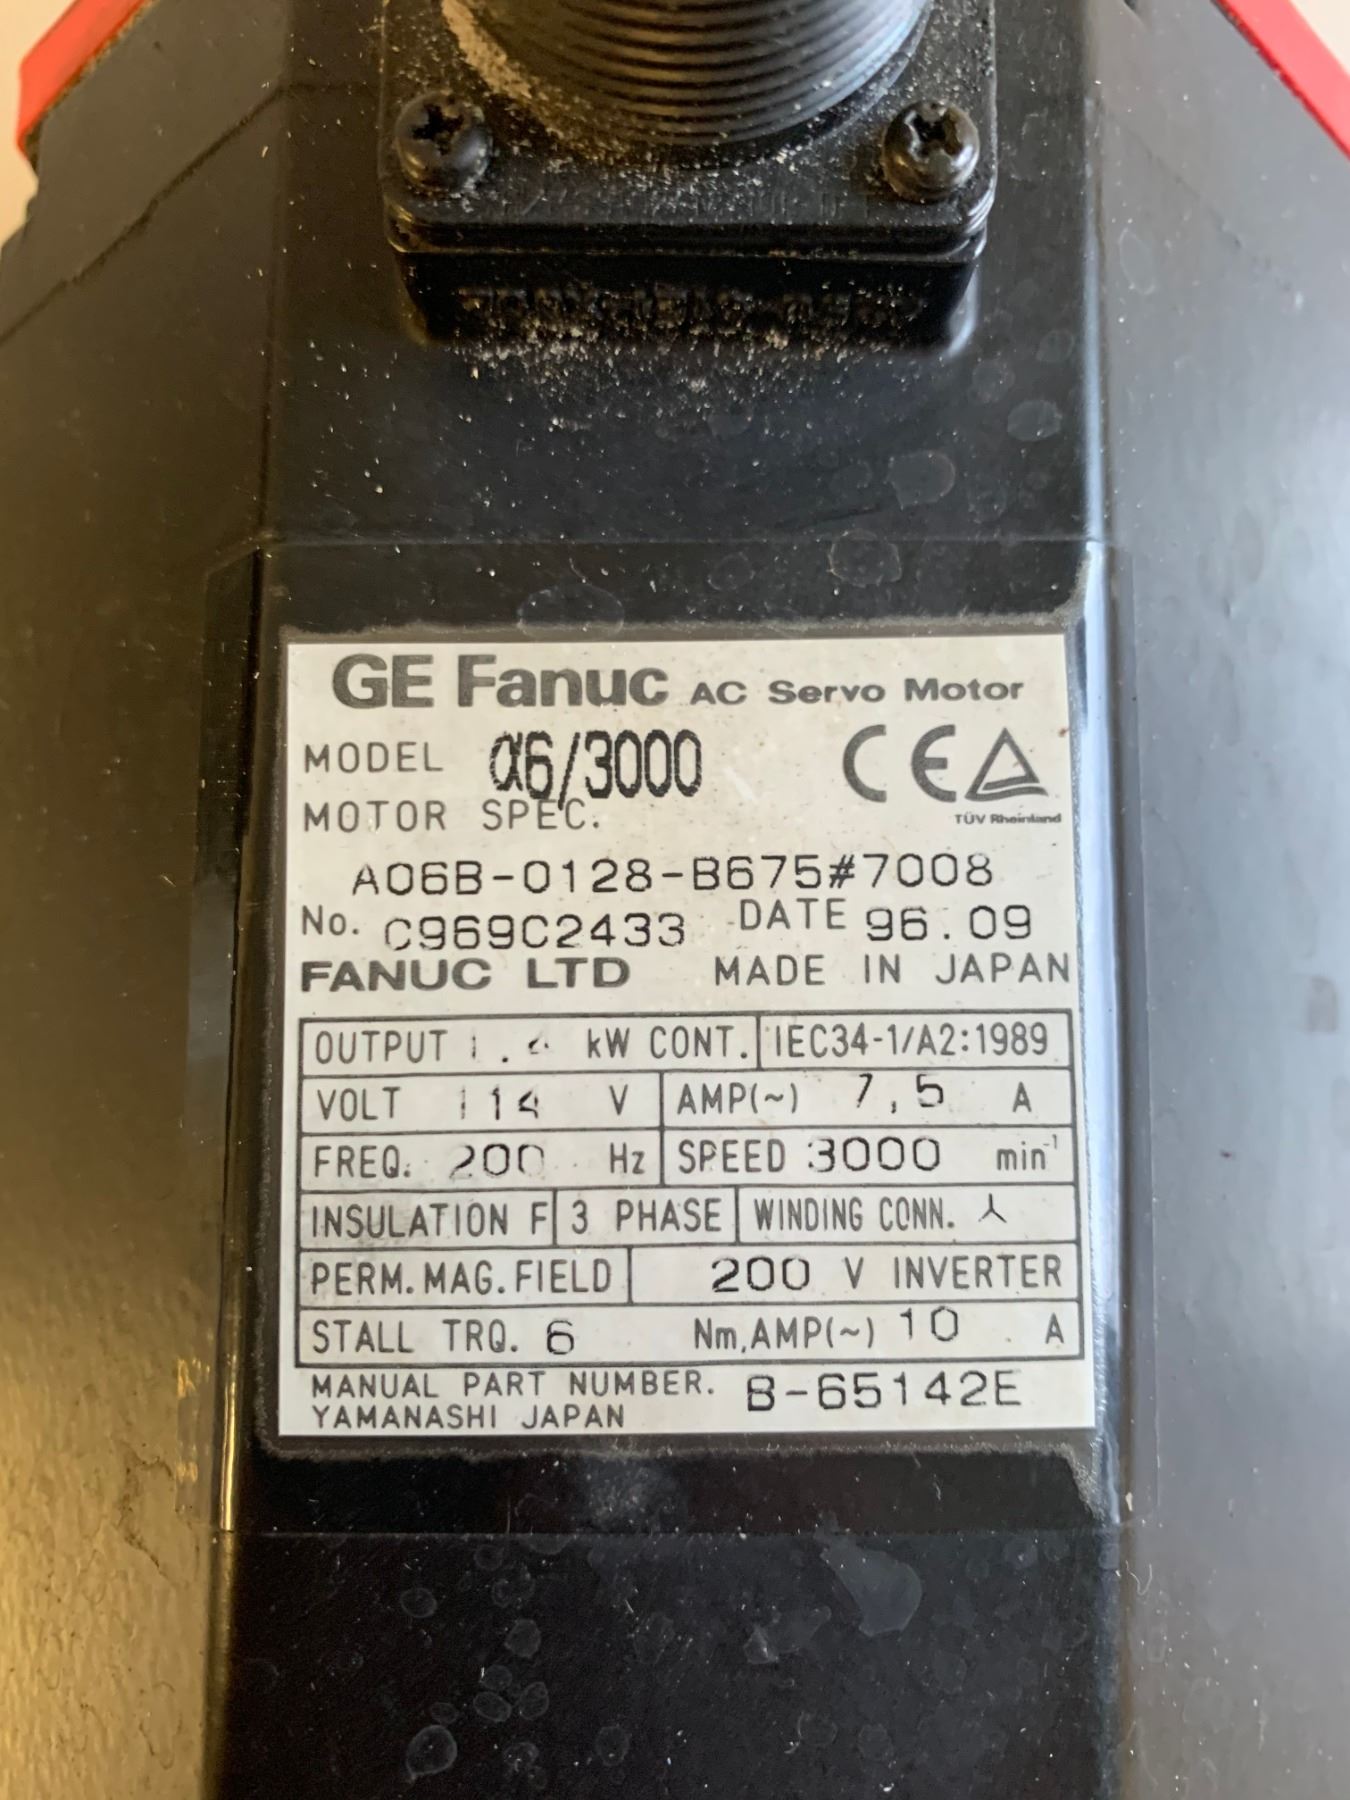 GE Fanuc AC Servo Motor
MODEL α6/3000
CE
TÜV Rheinland
MOTOR SPEC.
A06B-0128-B675#7008
No. C969C2433 DATE 96.09
FANUC LTD MADE IN JAPAN
OUTPUT 1.4 kW CONT. IEC34-1/A2:1989
VOLT 114 V AMP(~) 7,5 A
FREQ. 200 Hz SPEED 3000 min⁻¹
INSULATION F 3 PHASE WINDING CONN. ⅄
PERM.MAG.FIELD 200 V INVERTER
STALL TRQ. 6 Nm,AMP(~) 10 A
MANUAL PART NUMBER. B-65142E
YAMANASHI JAPAN